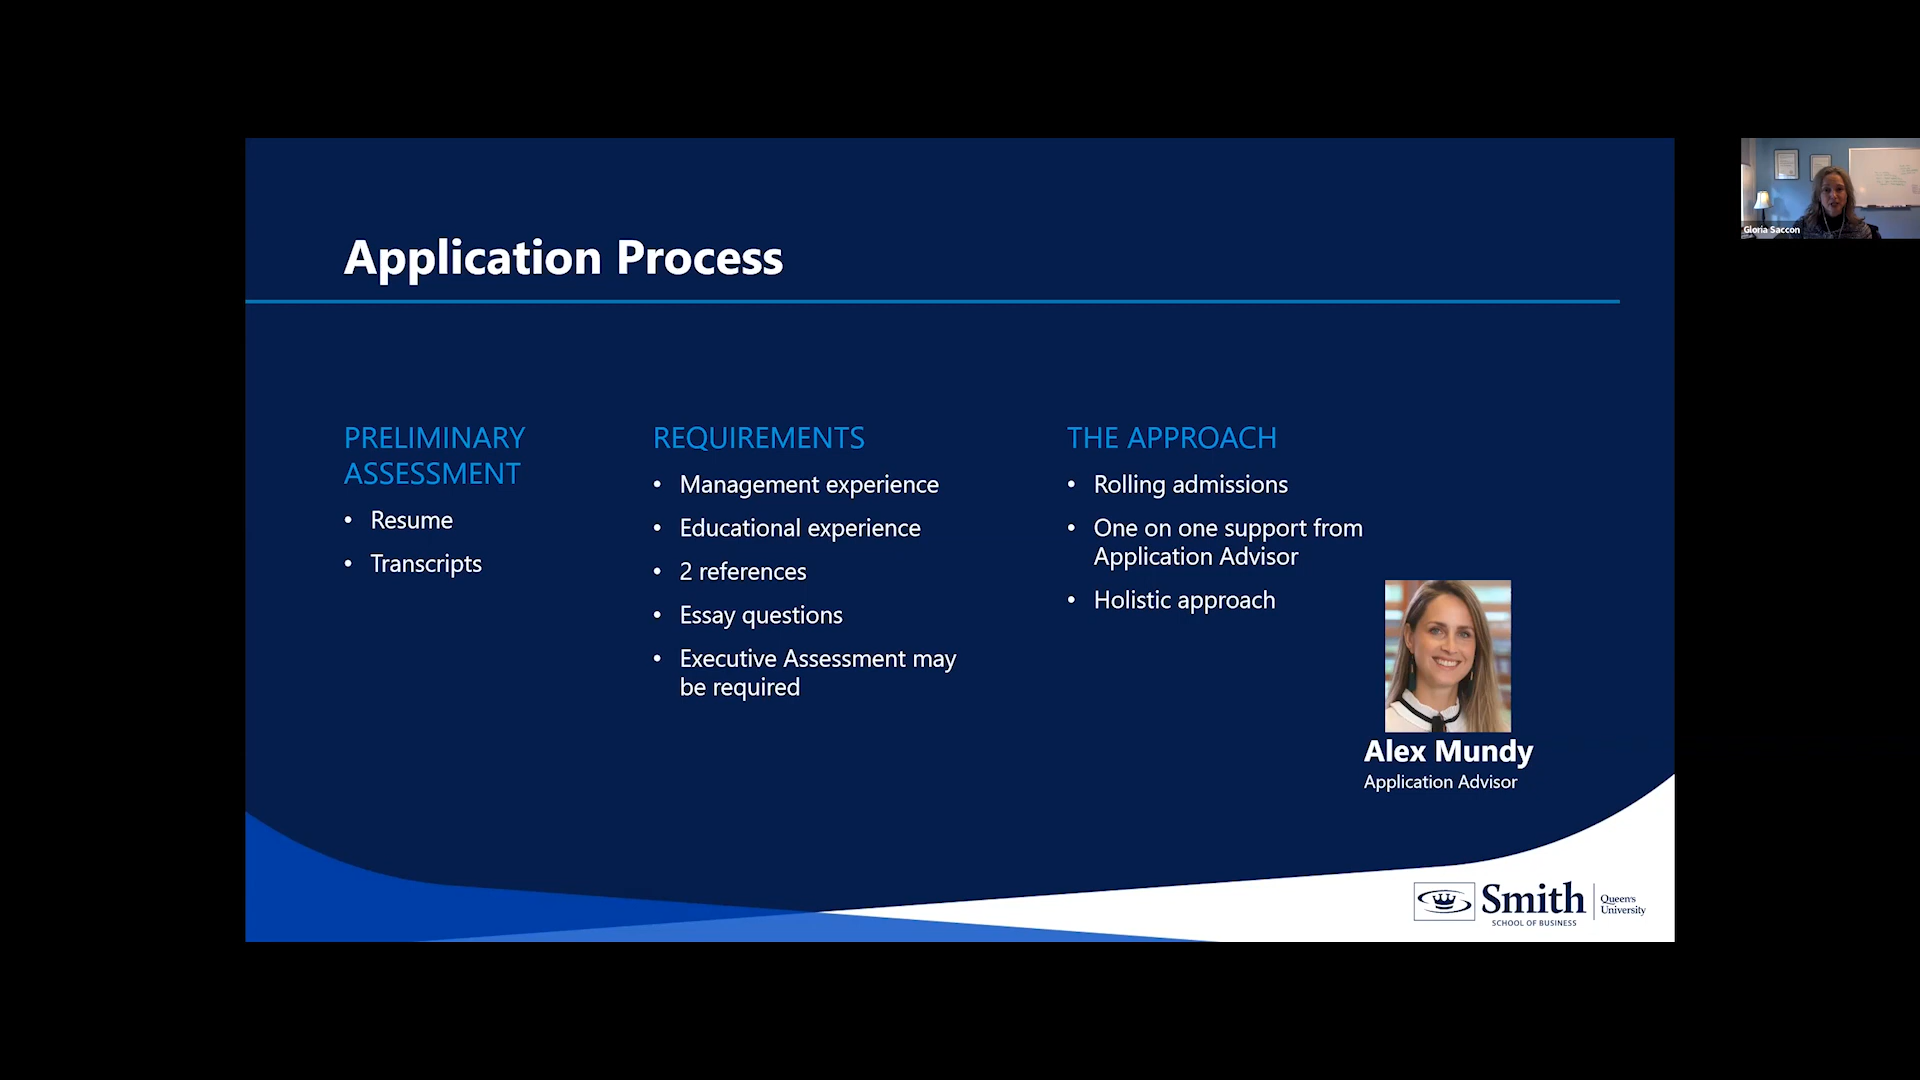 Application Process
PRELIMINARY
ASSESSMENT
• Resume
• Transcripts
REQUIREMENTS
• Management experience
• Educational experience
• 2 references
• Essay questions
• Executive Assessment may
be required
THE APPROACH
• Rolling admissions
• One on one support from
Application Advisor
• Holistic approach
Alex Mundy
Application Advisor
Smith
SCHOOL OF BUSINESS
Queen's
University
Gloria Saccon